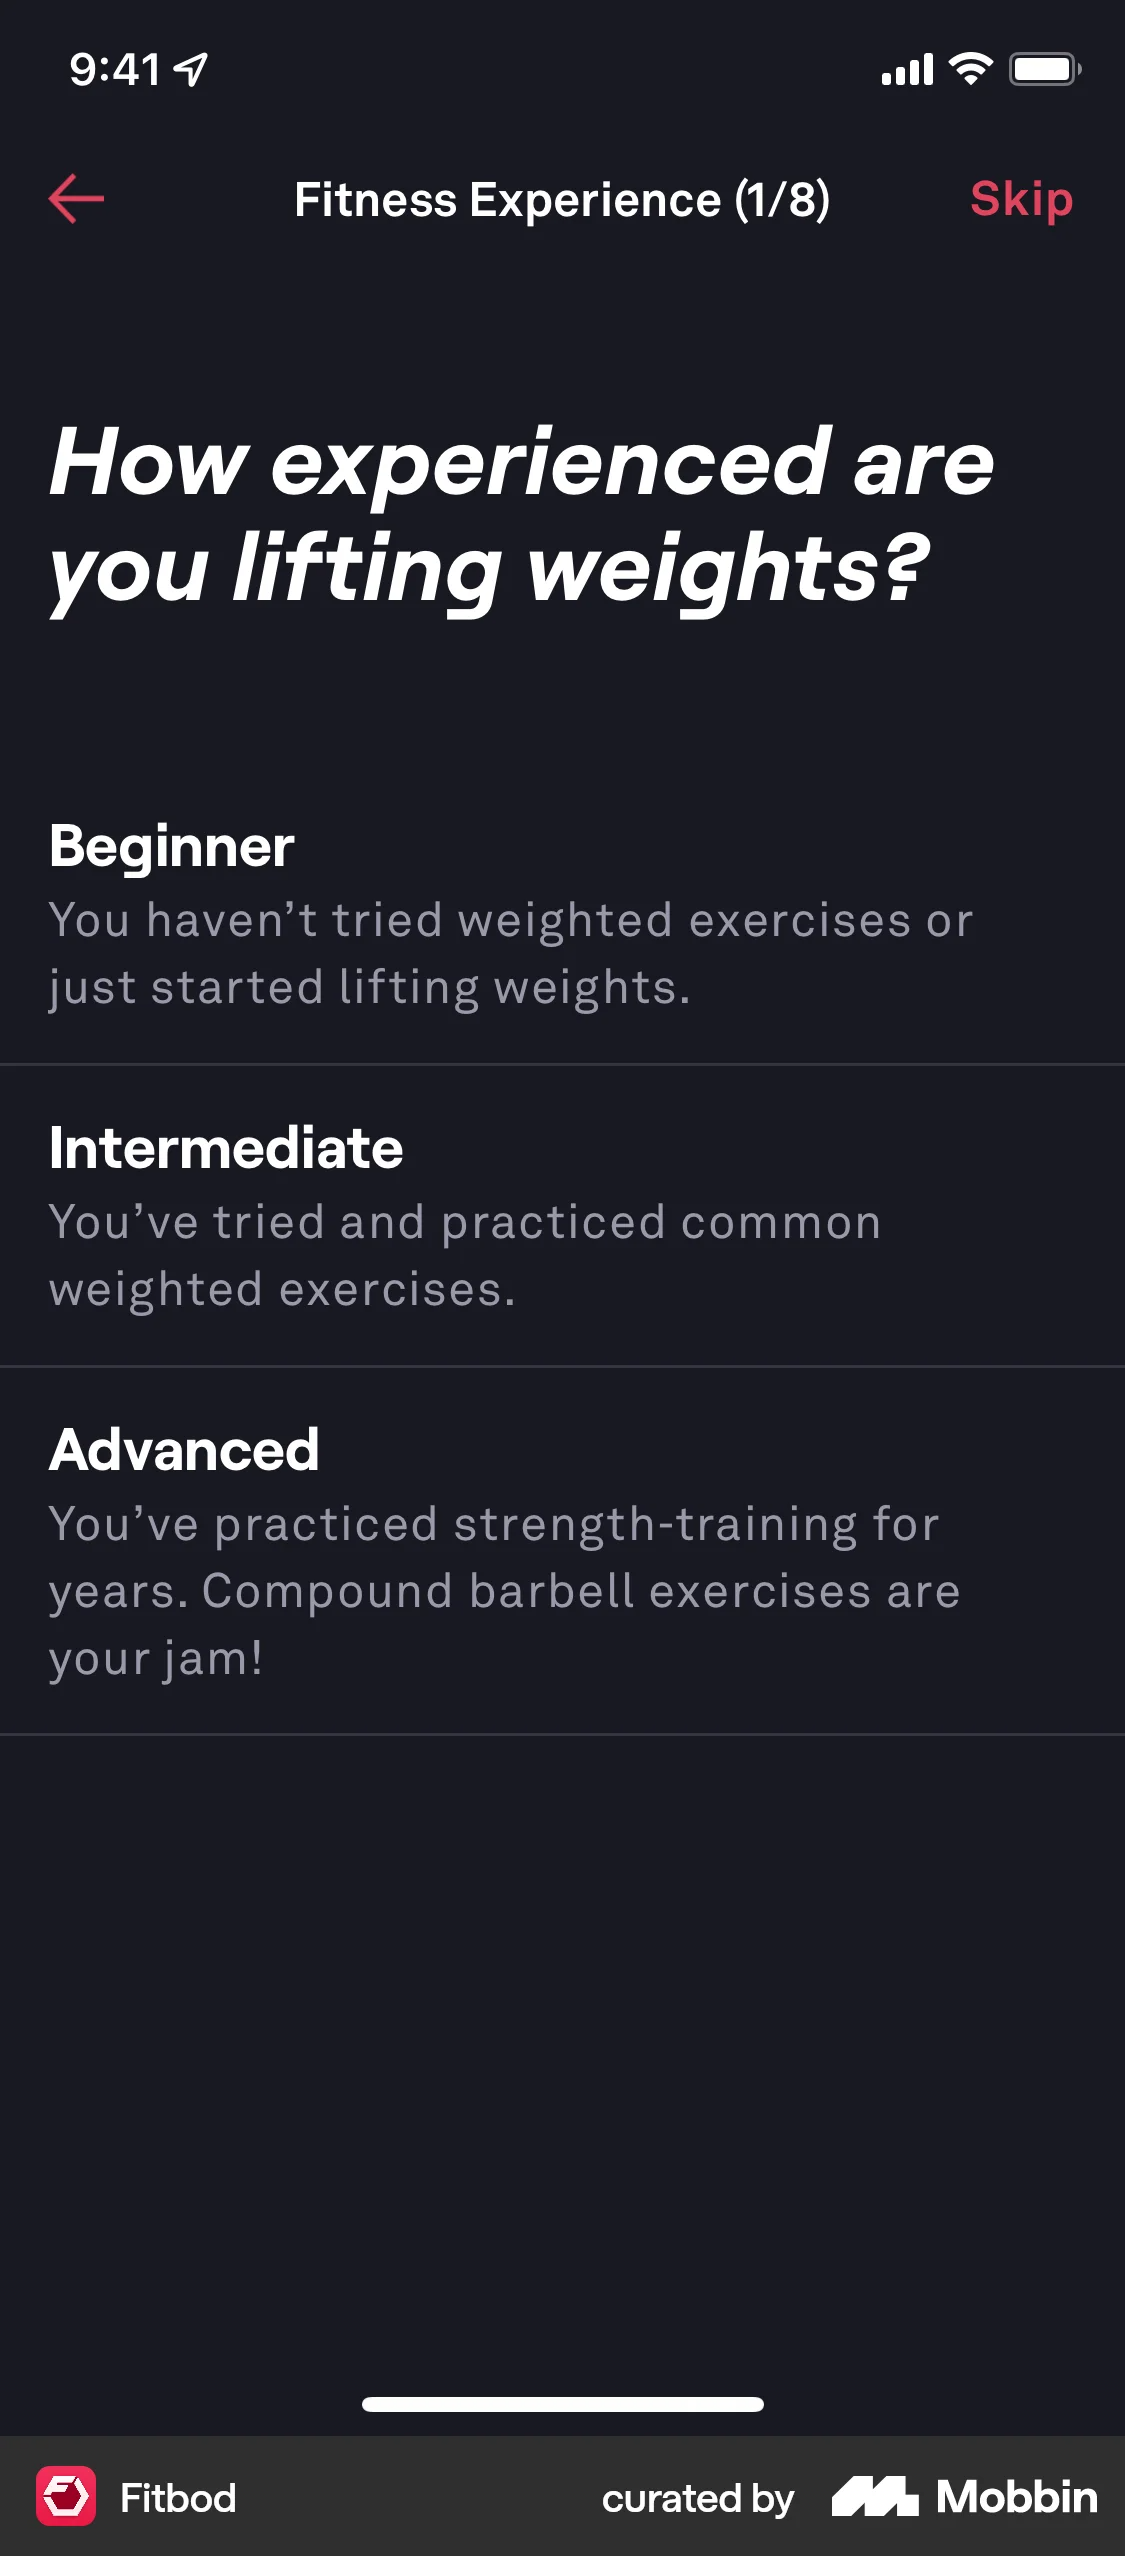 9:41
Fitness Experience (1/8)
Skip
How experienced are
you lifting weights?
Beginner
You haven’t tried weighted exercises or
just started lifting weights.
Intermediate
You’ve tried and practiced common
weighted exercises.
Advanced
You’ve practiced strength-training for
years. Compound barbell exercises are
your jam!
Fitbod
curated by
Mobbin